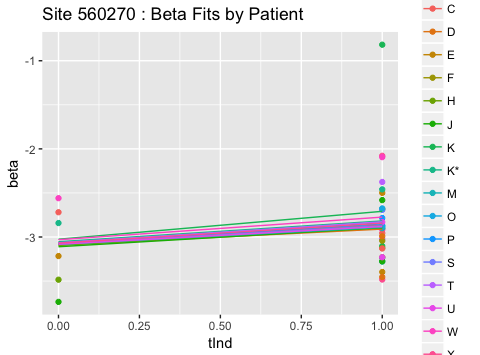 Site 560270 : Beta Fits by Patient
-1
-2
-3
beta
0.00 0.25 0.50 0.75 1.00
tInd
C
D
E
F
H
J
K
K*
M
O
P
S
T
U
W
Y